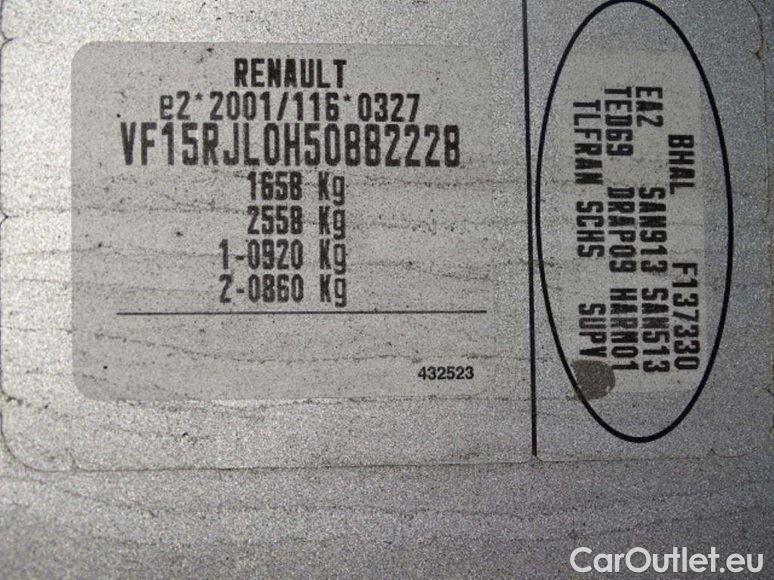 RENAULT
e2*2001/116*0327
VF15RJL0H50882228
1658 Kg
2558 Kg
1-0920 Kg
2-0860 Kg
432523
BHAL F137330
EA2 SAN913 SAN513
TED69 DRAP09 HARM01
TLFRAN SCHS SUPV
CarOutlet.eu